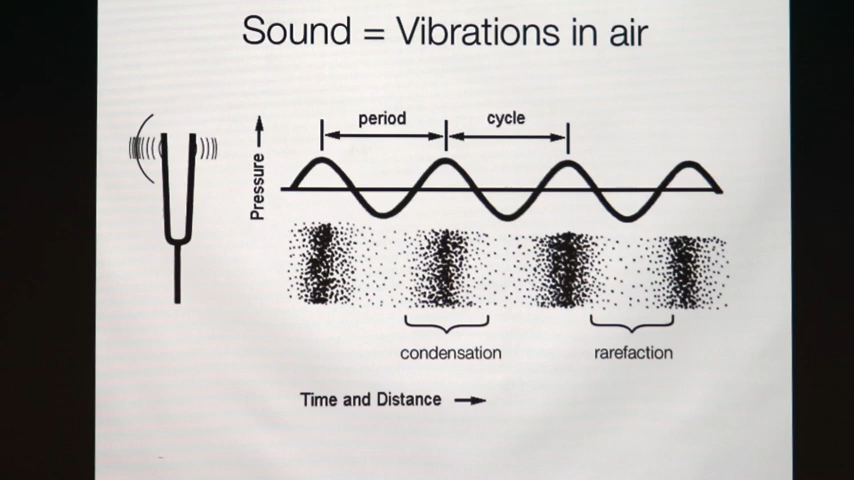 Sound = Vibrations in air
period
cycle
Pressure
condensation
rarefaction
Time and Distance